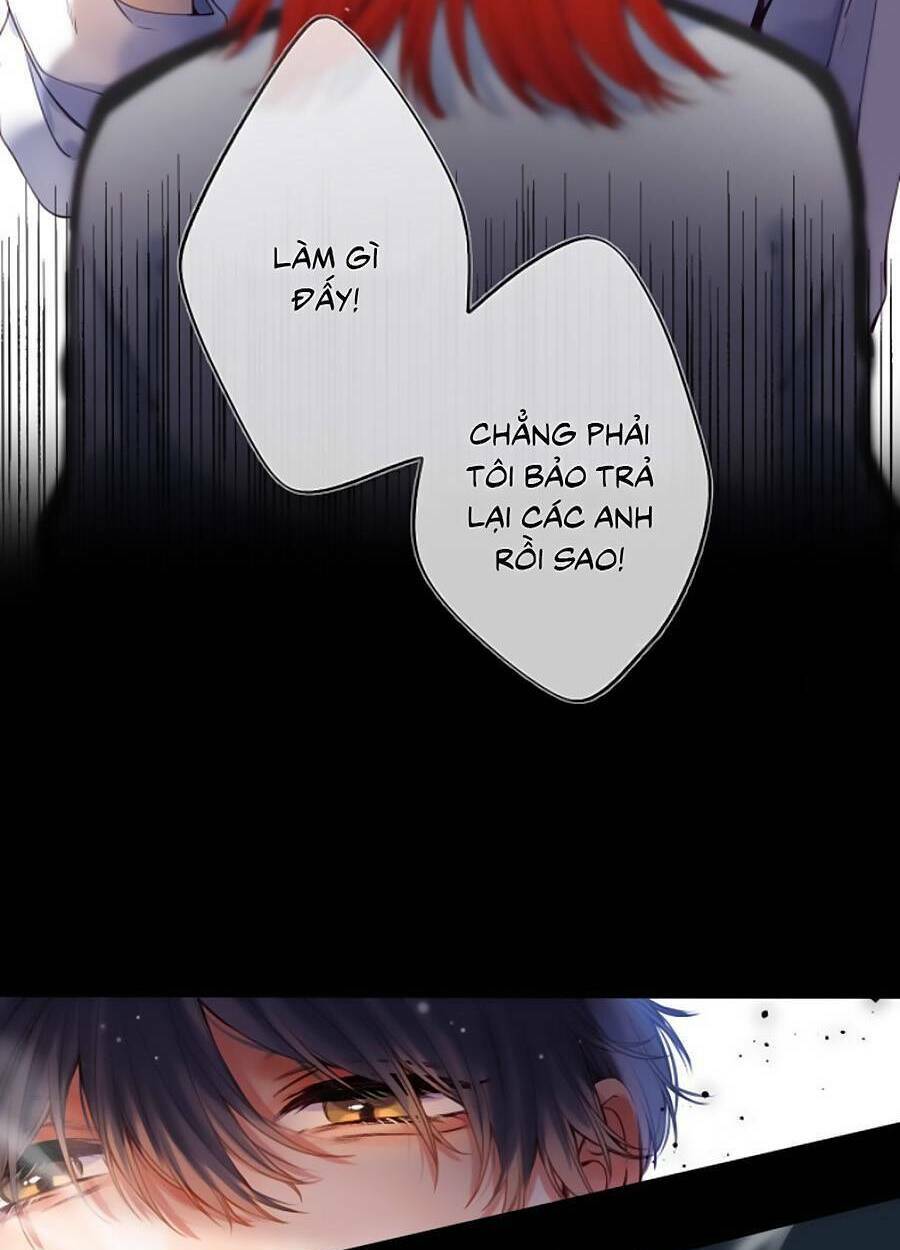 LÀM GÌ
ĐẤY!
CHẲNG PHẢI
TÔI BẢO TRẢ
LẠI CÁC ANH
RỒI SAO!